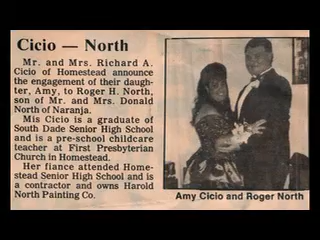 Cicio — North
Mr. and Mrs. Richard A.
Cicio of Homestead announce
the engagement of their daugh-
ter, Amy, to Roger H. North,
son of Mr. and Mrs. Donald
North of Naranja.
Mis Cicio is a graduate of
South Dade Senior High School
and is a pre-school childcare
teacher at First Presbyterian
Church in Homestead.
Her fiance attended Home-
stead Senior High School and is
a contractor and owns Harold
North Painting Co.
Amy Cicio and Roger North